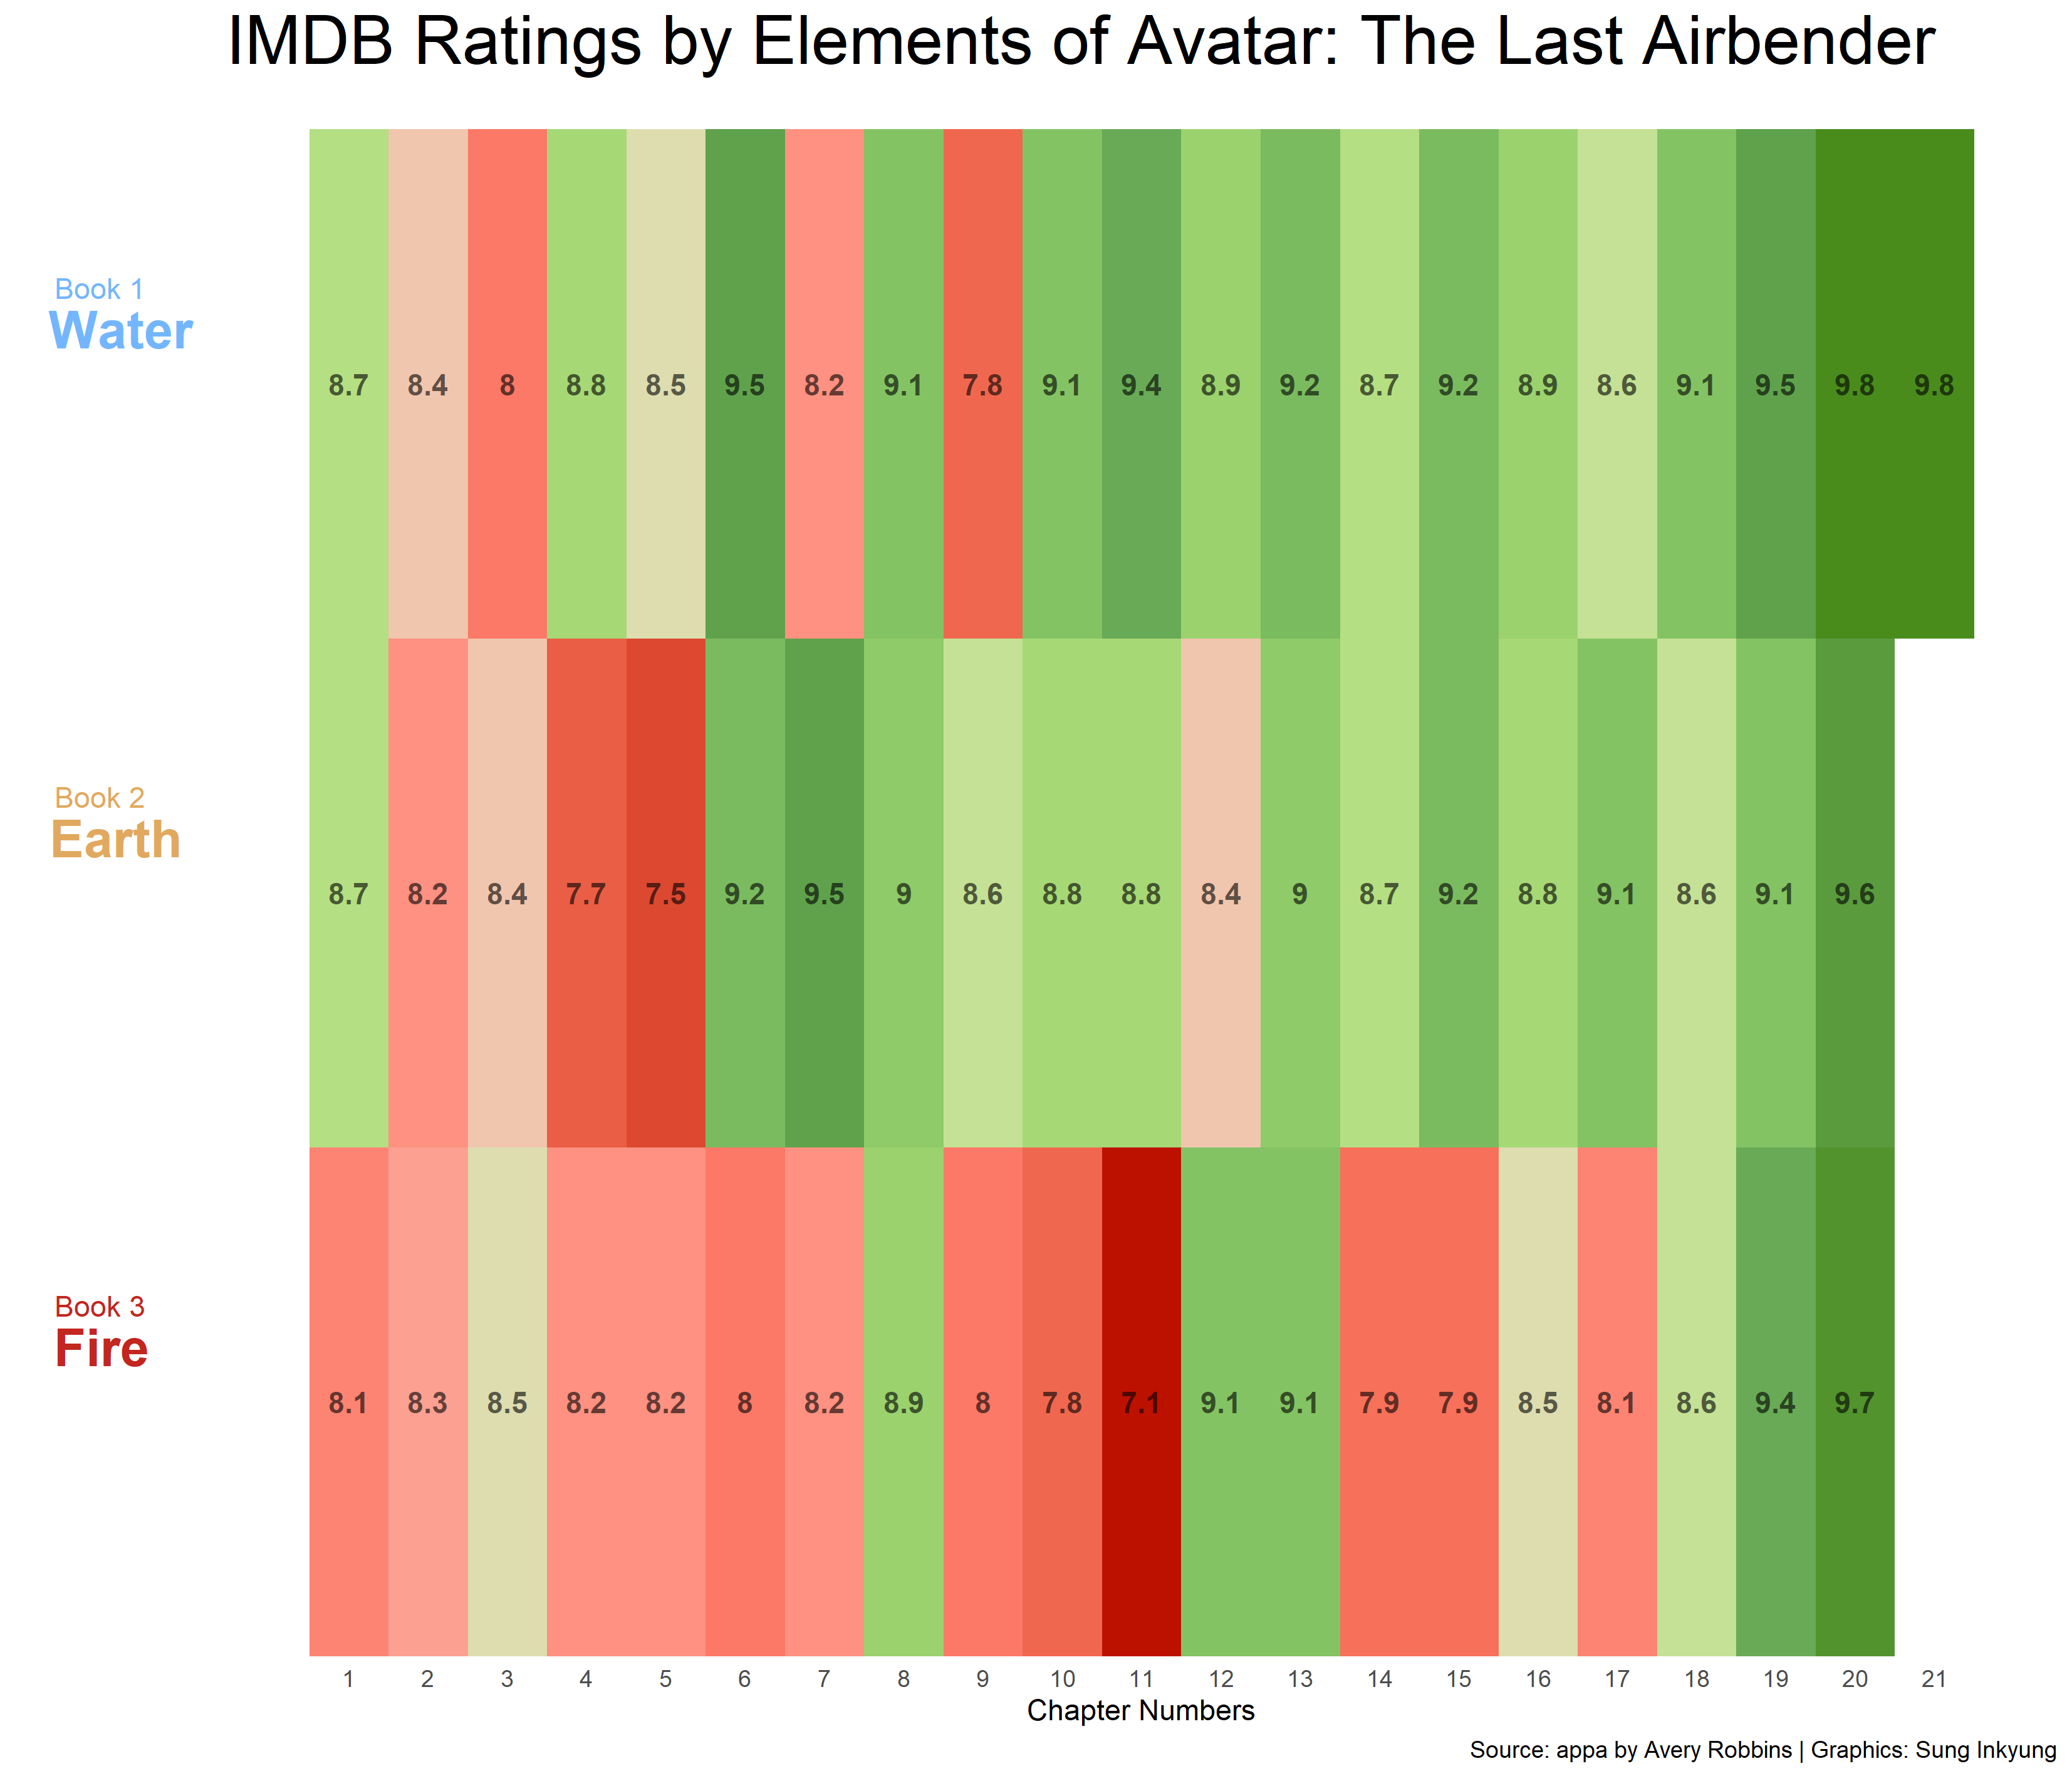 IMDB Ratings by Elements of Avatar: The Last Airbender
Book 1
Water
8.7 8.4 8 8.8 8.5 9.5 8.2 9.1 7.8 9.1 9.4 8.9 9.2 8.7 9.2 8.9 8.6 9.1 9.5 9.8 9.8
Book 2
Earth
8.7 8.2 8.4 7.7 7.5 9.2 9.5 9 8.6 8.8 8.8 8.4 9 8.7 9.2 8.8 9.1 8.6 9.1 9.6
Book 3
Fire
8.1 8.3 8.5 8.2 8.2 8 8.2 8.9 8 7.8 7.1 9.1 9.1 7.9 7.9 8.5 8.1 8.6 9.4 9.7
1 2 3 4 5 6 7 8 9 10 11 12 13 14 15 16 17 18 19 20 21
Chapter Numbers
Source: appa by Avery Robbins | Graphics: Sung Inkyung